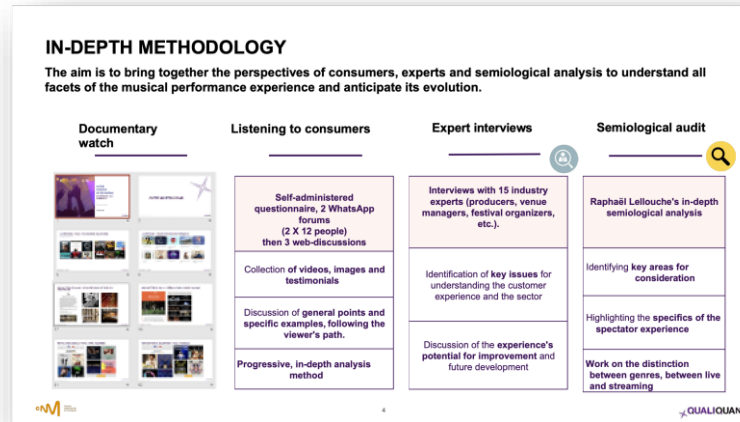 IN-DEPTH METHODOLOGY
The aim is to bring together the perspectives of consumers, experts and semiological analysis to understand all
facets of the musical performance experience and anticipate its evolution.
Documentary
watch
Listening to consumers
Self-administered
questionnaire, 2 WhatsApp
forums
(2 X 12 people)
then 3 web-discussions
Collection of videos, images and
testimonials
Discussion of general points and
specific examples, following the
viewer's path.
Progressive, in-depth analysis
method
Expert interviews
Interviews with 15 industry
experts (producers, venue
managers, festival organizers,
etc.).
Identification of key issues for
understanding the customer
experience and the sector
Discussion of the experience's
potential for improvement and
future development
Semiological audit
Raphaël Lellouche's in-depth
semiological analysis
Identifying key areas for
consideration
Highlighting the specifics of the
spectator experience
Work on the distinction
between genres, between live
and streaming
QUALIQUAN